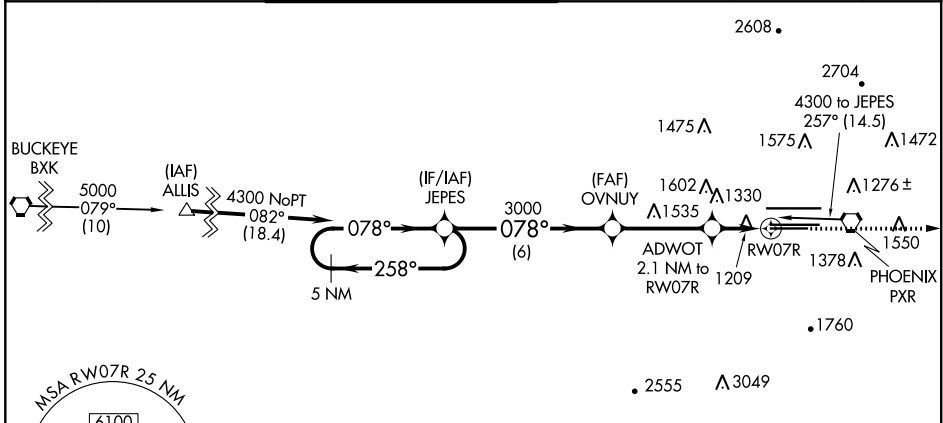 2608
2704
4300 to JEPES
257° (14.5)
1475
1575
1472
BUCKEYE
BXK
5000
079°
(10)
(IAF)
ALLIS
4300 NoPT
082°
(18.4)
(IF/IAF)
JEPES
078°
258°
5 NM
3000
078°
(6)
(FAF)
OVNUY
1602
1330
1535
1276 ±
ADWOT
2.1 NM to
RW07R
1209
RW07R
1550
1378
PHOENIX
PXR
1760
2555
3049
MSA RW07R 25 NM
6100